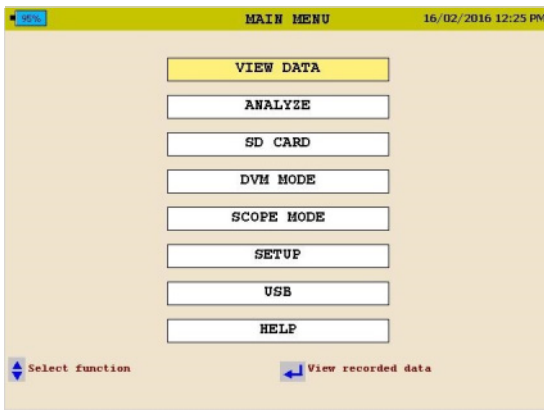 95% MAIN MENU 16/02/2016 12:25 PM
VIEW DATA
ANALYZE
SD CARD
DVM MODE
SCOPE MODE
SETUP
USB
HELP
Select function View recorded data